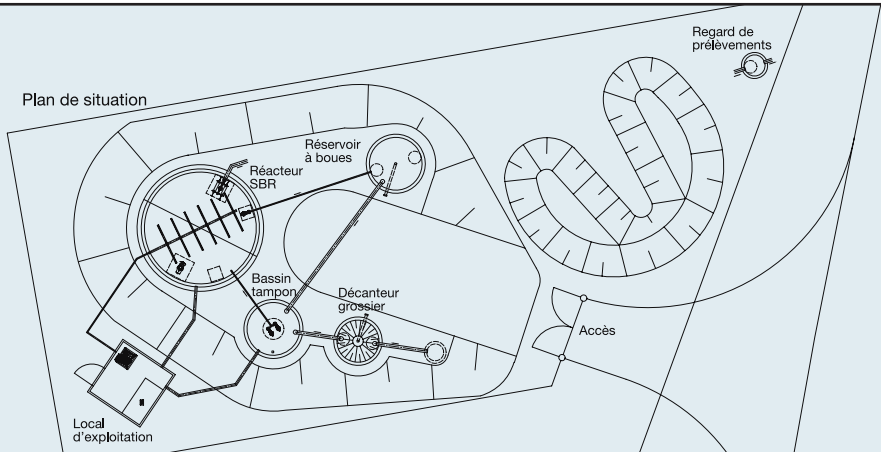 Regard de
prélèvements
Plan de situation
Réservoir
à boues
Réacteur
SBR
Bassin
tampon
Décanteur
grossier
Accès
Local
d'exploitation